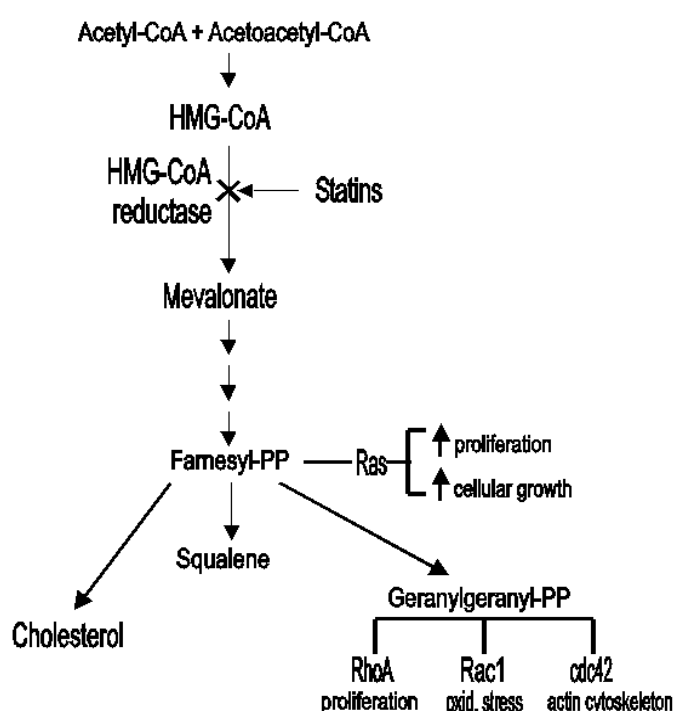 Acetyl-CoA + Acetoacetyl-CoA
HMG-CoA
HMG-CoA
reductase
Statins
Mevalonate
Farnesyl-PP
Ras
proliferation
cellular growth
Squalene
Geranylgeranyl-PP
Cholesterol
RhoA
proliferation
Rac1
oxid. stress
cdc42
actin cytoskeleton